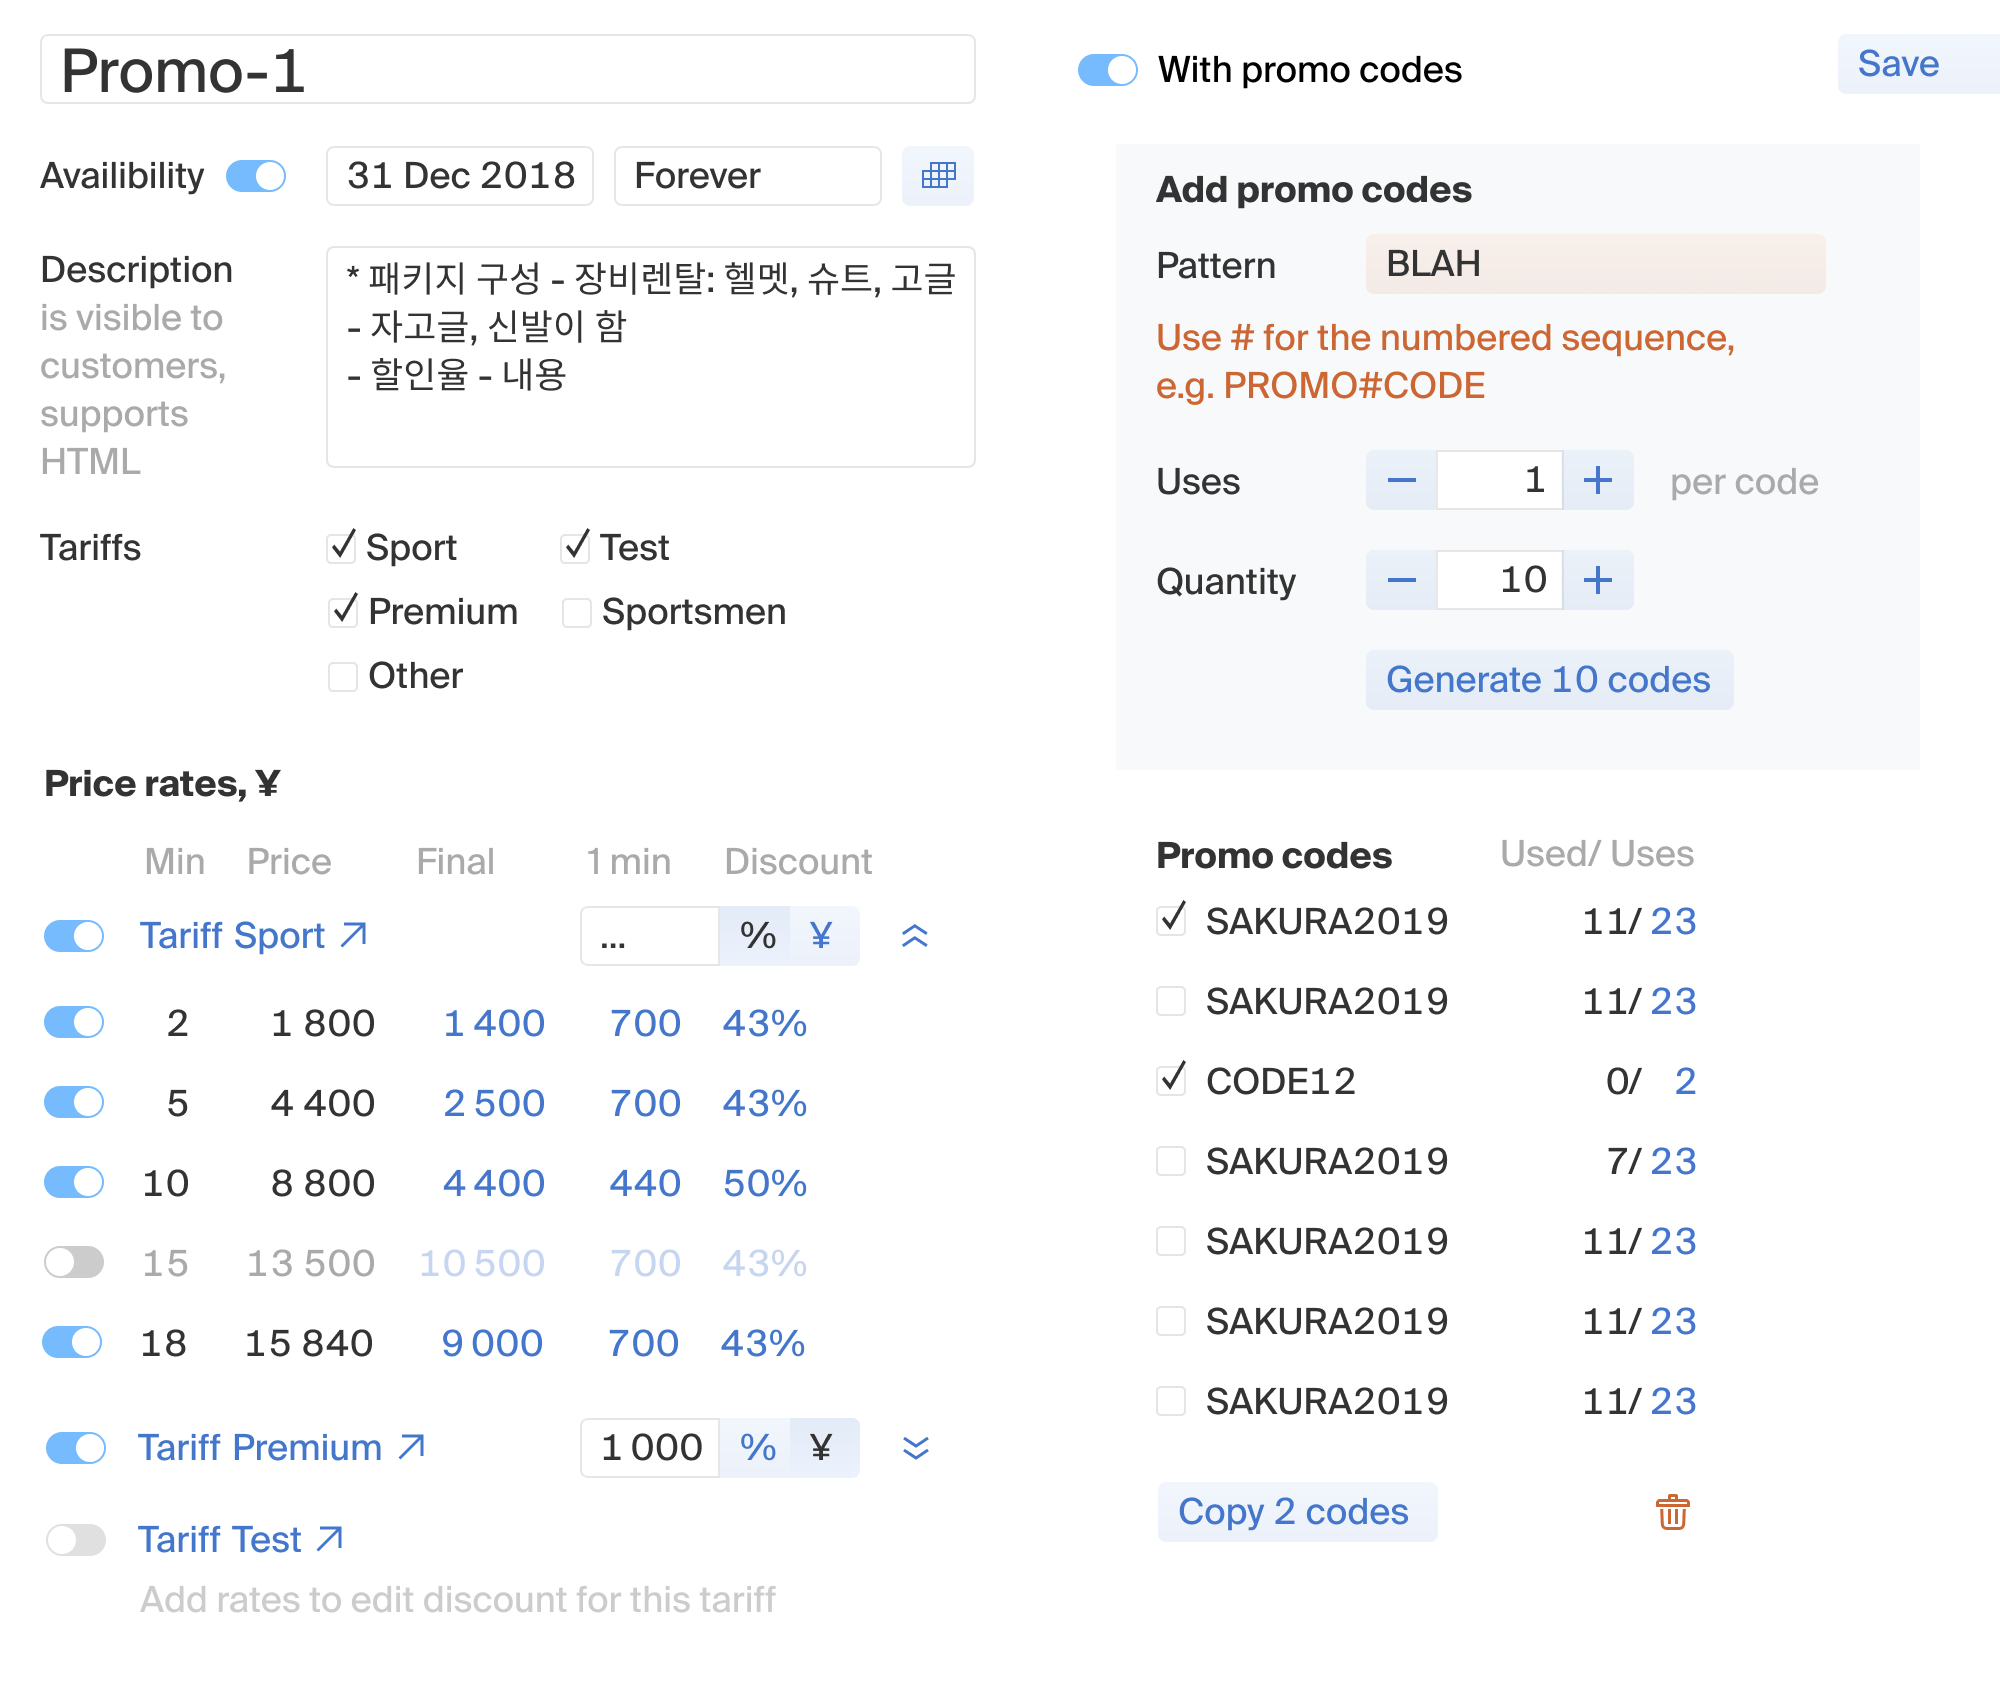 Promo-1
Availibility 31 Dec 2018 Forever
Description
is visible to
customers,
supports
HTML
* 패키지 구성 - 장비렌탈: 헬멧, 슈트, 고글
- 자고글, 신발이 함
- 할인율 - 내용
Tariffs
Sport Test
Premium Sportsmen
Other
Price rates, ¥
Min Price Final 1 min Discount
Tariff Sport ... % ¥
2 1 800 1 400 700 43%
5 4 400 2 500 700 43%
10 8 800 4 400 440 50%
15 13 500 10 500 700 43%
18 15 840 9 000 700 43%
Tariff Premium 1 000 % ¥
Tariff Test
Add rates to edit discount for this tariff
With promo codes
Save
Add promo codes
Pattern BLAH
Use # for the numbered sequence,
e.g. PROMO#CODE
Uses − 1 + per code
Quantity − 10 +
Generate 10 codes
Promo codes Used/ Uses
SAKURA2019 11/ 23
SAKURA2019 11/ 23
CODE12 0/ 2
SAKURA2019 7/ 23
SAKURA2019 11/ 23
SAKURA2019 11/ 23
SAKURA2019 11/ 23
Copy 2 codes